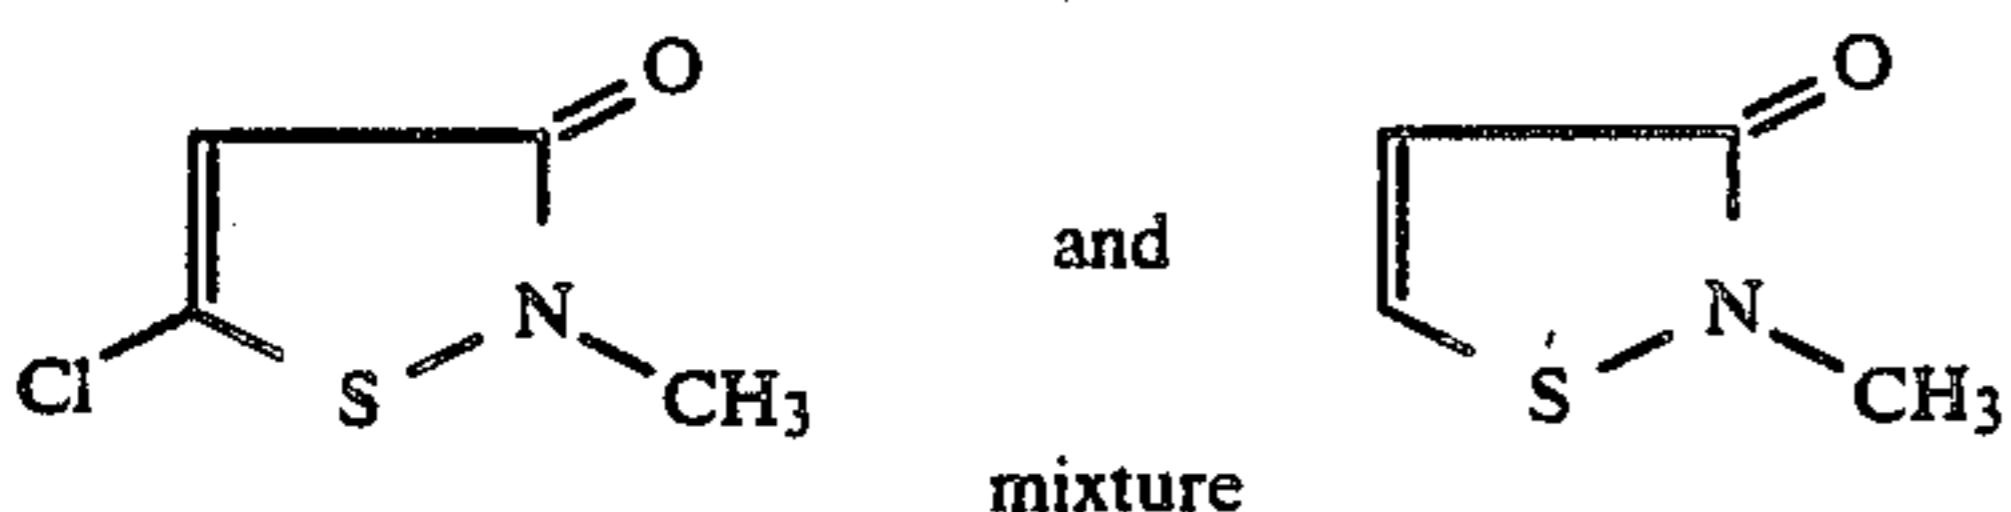 O O
and
N N
Cl S CH3 S CH3
mixture